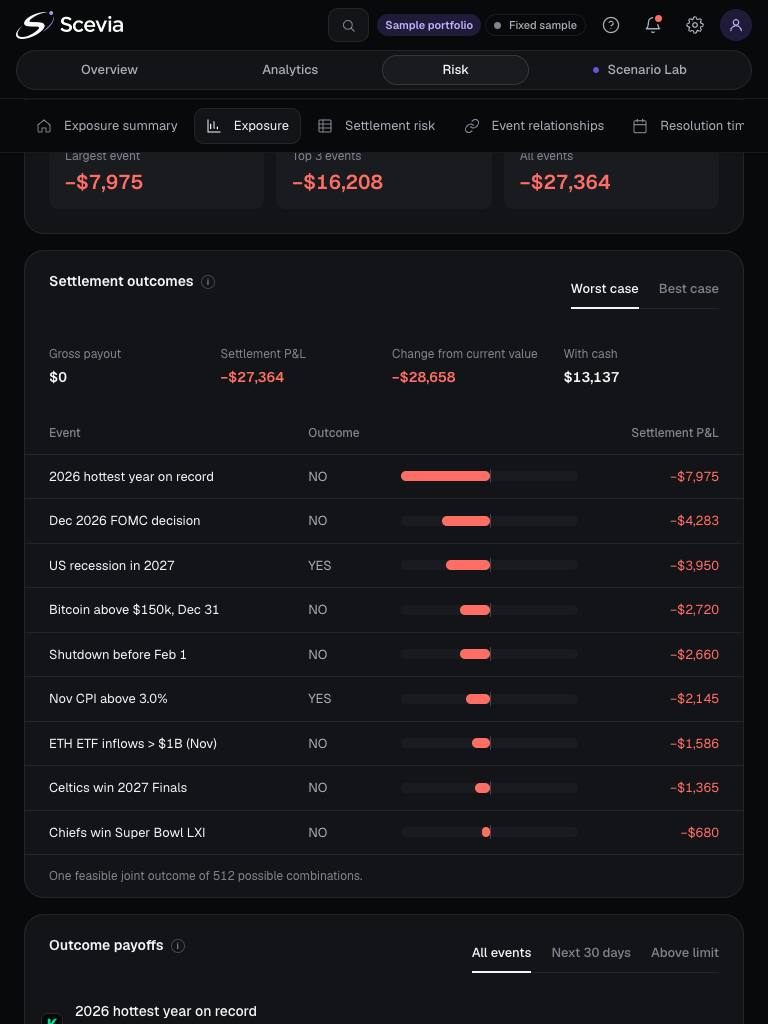 Scevia
Sample portfolio
Fixed sample
Overview
Analytics
Risk
Scenario Lab
Exposure summary
Exposure
Settlement risk
Event relationships
Resolution tim
Largest event
Top 3 events
All events
−$7,975
−$16,208
−$27,364
Settlement outcomes
Worst case
Best case
Gross payout
Settlement P&L
Change from current value
With cash
$0
−$27,364
−$28,658
$13,137
Event
Outcome
Settlement P&L
2026 hottest year on record
NO
−$7,975
Dec 2026 FOMC decision
NO
−$4,283
US recession in 2027
YES
−$3,950
Bitcoin above $150k, Dec 31
NO
−$2,720
Shutdown before Feb 1
NO
−$2,660
Nov CPI above 3.0%
YES
−$2,145
ETH ETF inflows > $1B (Nov)
NO
−$1,586
Celtics win 2027 Finals
NO
−$1,365
Chiefs win Super Bowl LXI
NO
−$680
One feasible joint outcome of 512 possible combinations.
Outcome payoffs
All events
Next 30 days
Above limit
2026 hottest year on record